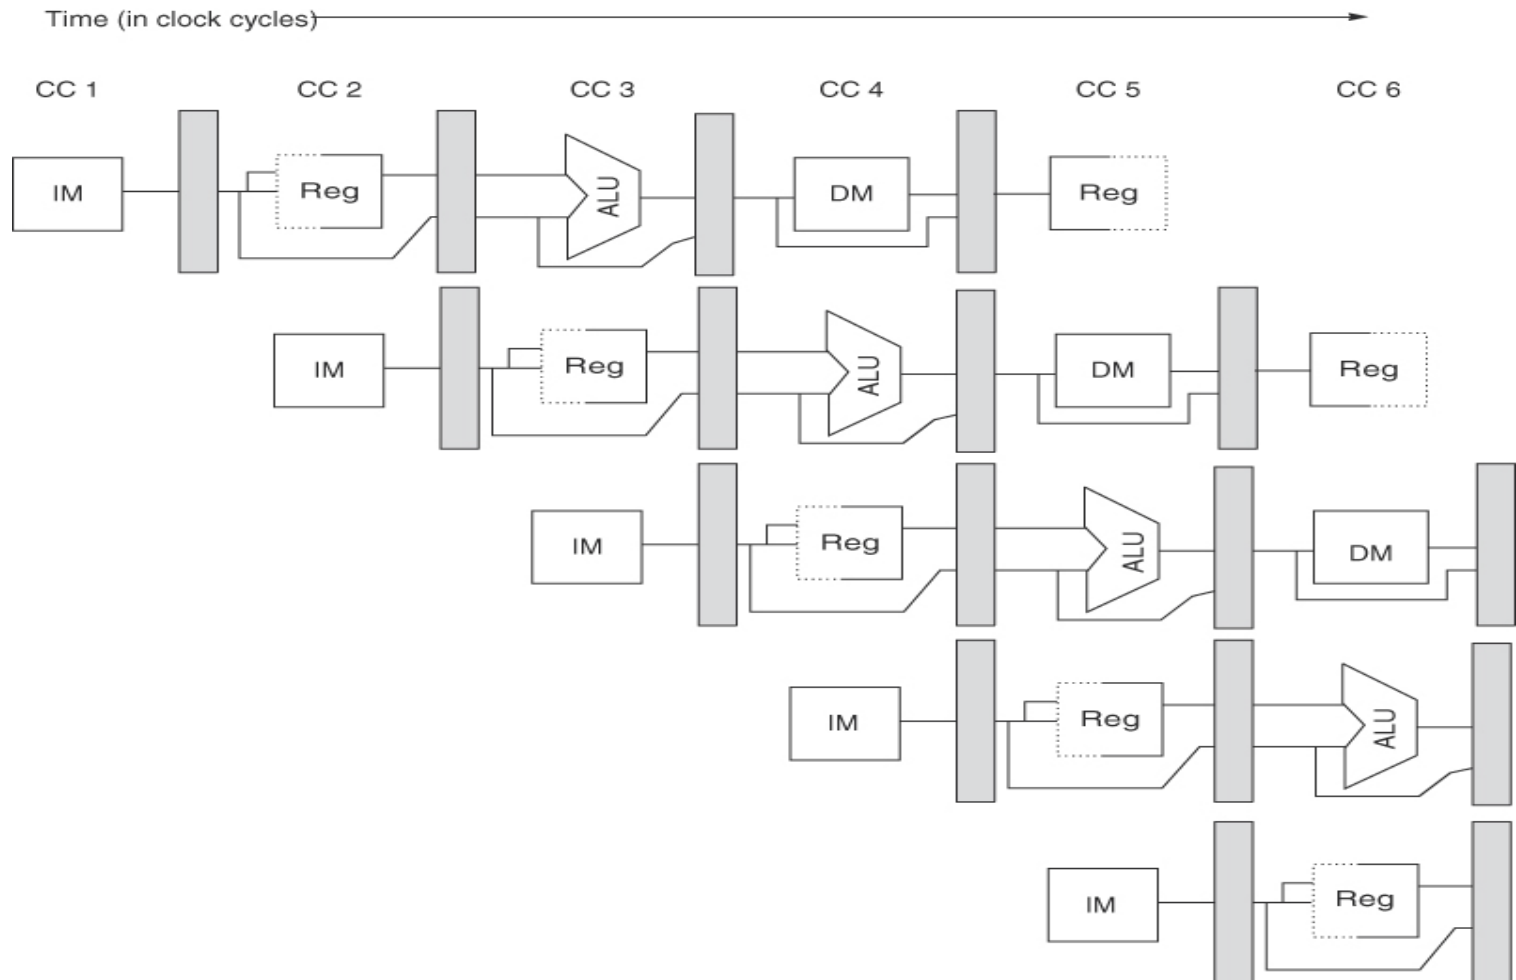 Time (in clock cycles)
CC 1 CC 2 CC 3 CC 4 CC 5 CC 6
IM Reg ALU DM Reg
IM Reg ALU DM Reg
IM Reg ALU DM
IM Reg ALU
IM Reg